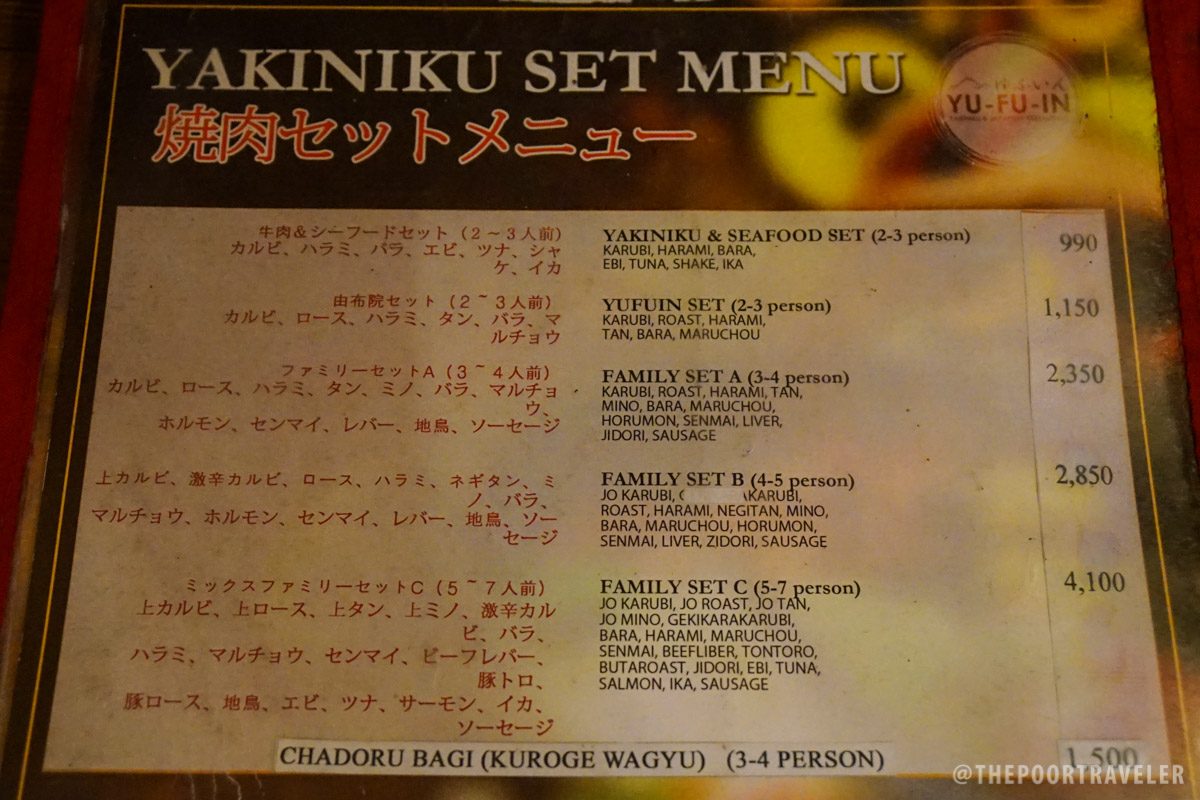 YAKINIKU SET MENU
焼肉セットメニュー
YU-FU-IN
牛肉&シーフードセット（2～3人前）
カルビ、ハラミ、バラ、エビ、ツナ、シャ
ケ、イカ
YAKINIKU & SEAFOOD SET (2-3 person)
KARUBI, HARAMI, BARA,
EBI, TUNA, SHAKE, IKA
990
由布院セット（2～3人前）
カルビ、ロース、ハラミ、タン、バラ、マ
ルチョウ
YUFUIN SET (2-3 person)
KARUBI, ROAST, HARAMI,
TAN, BARA, MARUCHOU
1,150
ファミリーセットA（3～4人前）
カルビ、ロース、ハラミ、タン、ミノ、バラ、マルチョ
ウ、
ホルモン、センマイ、レバー、地鳥、ソーセージ
FAMILY SET A (3-4 person)
KARUBI, ROAST, HARAMI, TAN,
MINO, BARA, MARUCHOU,
HORUMON, SENMAI, LIVER,
JIDORI, SAUSAGE
2,350
上カルビ、激辛カルビ、ロース、ハラミ、ネギタン、ミ
ノ、バラ、
マルチョウ、ホルモン、センマイ、レバー、地鳥、ソー
セージ
FAMILY SET B (4-5 person)
JO KARUBI, KARUBI,
ROAST, HARAMI, NEGITAN, MINO,
BARA, MARUCHOU, HORUMON,
SENMAI, LIVER, ZIDORI, SAUSAGE
2,850
ミックスファミリーセットC（5～7人前）
上カルビ、上ロース、上タン、上ミノ、激辛カル
ビ、バラ、
ハラミ、マルチョウ、センマイ、ビーフレバー、
豚トロ、
豚ロース、地鳥、エビ、ツナ、サーモン、イカ、
ソーセージ
FAMILY SET C (5-7 person)
JO KARUBI, JO ROAST, JO TAN,
JO MINO, GEKIKARAKARUBI,
BARA, HARAMI, MARUCHOU,
SENMAI, BEEFLIBER, TONTORO,
BUTAROAST, JIDORI, EBI, TUNA,
SALMON, IKA, SAUSAGE
4,100
CHADORU BAGI (KUROGE WAGYU) (3-4 PERSON)
1,500
@THEPOORTRAVELER